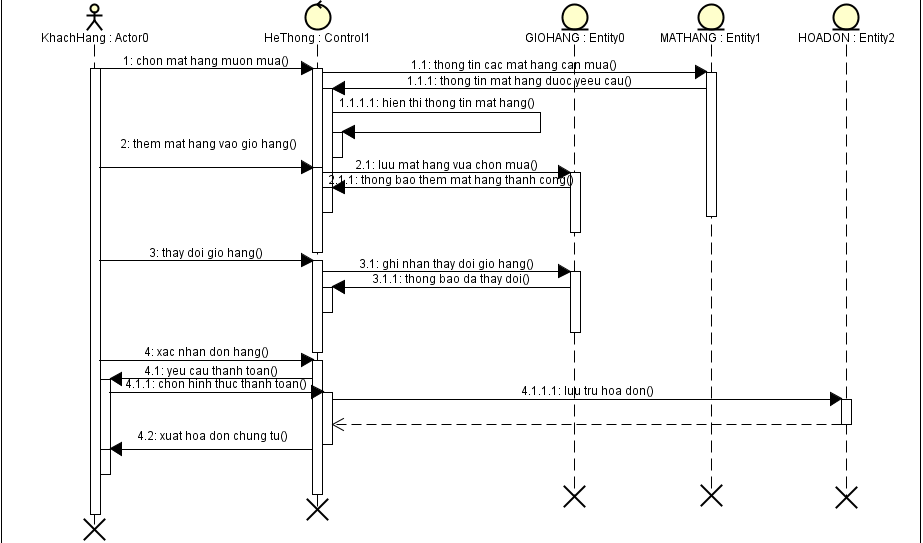 KhachHang : Actor0
HeThong : Control1
GIOHANG : Entity0
MATHANG : Entity1
HOADON : Entity2
1: chon mat hang muon mua()
1.1: thong tin cac mat hang can mua()
1.1.1: thong tin mat hang duoc yeeu cau()
1.1.1.1: hien thi thong tin mat hang()
2: them mat hang vao gio hang()
2.1: luu mat hang vua chon mua()
2.1.1: thong bao them mat hang thanh cong()
3: thay doi gio hang()
3.1: ghi nhan thay doi gio hang()
3.1.1: thong bao da thay doi()
4: xac nhan don hang()
4.1: yeu cau thanh toan()
4.1.1: chon hinh thuc thanh toan()
4.1.1.1: luu tru hoa don()
4.2: xuat hoa don chung tu()